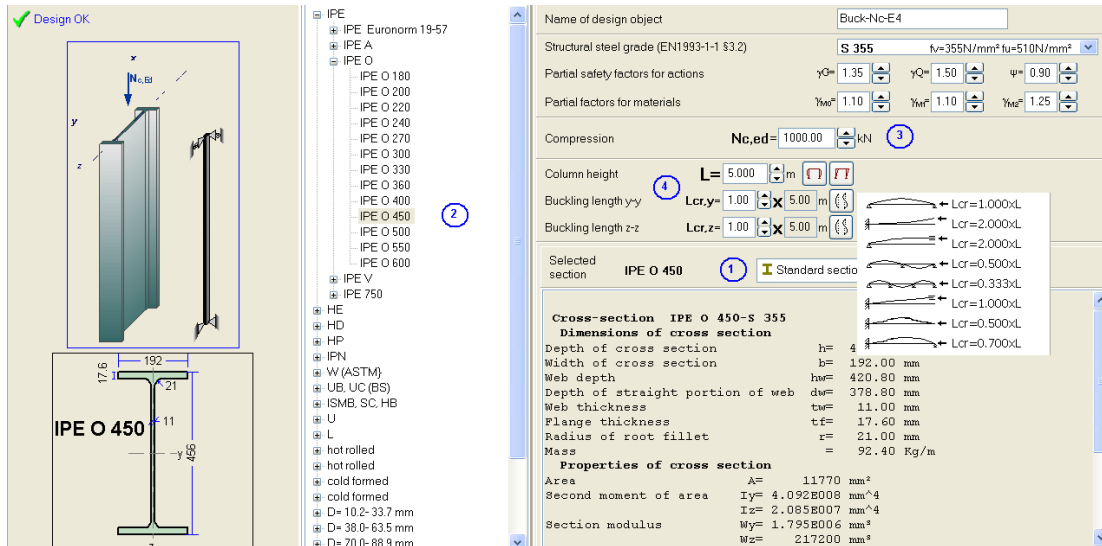 Design OK
x
Nc,Ed
y
z
192
17.6
21
11
IPE O 450
y
456
z
IPE
IPE Euronorm 19-57
IPE A
IPE O
IPE O 180
IPE O 200
IPE O 220
IPE O 240
IPE O 270
IPE O 300
IPE O 330
IPE O 360
IPE O 400
IPE O 450
2
IPE O 500
IPE O 550
IPE O 600
IPE V
IPE 750
HE
HD
HP
IPN
W (ASTM)
UB, UC (BS)
ISMB, SC, HB
U
L
hot rolled
hot rolled
cold formed
cold formed
D= 10.2- 33.7 mm
D= 38.0- 63.5 mm
D= 70.0- 88.9 mm
Name of design object Buck-Nc-E4
Structural steel grade (EN1993-1-1 §3.2) S 355 fv=355N/mm² fu=510N/mm²
Partial safety factors for actions γG= 1.35 γQ= 1.50 Ψ= 0.90
Partial factors for materials γM0= 1.10 γM1= 1.10 γM2= 1.25
Compression Nc,ed= 1000.00 kN 3
Column height L= 5.000 m
4
Buckling length y-y Lcr,y= 1.00 x 5.00 m
Buckling length z-z Lcr,z= 1.00 x 5.00 m
Lcr=1.000xL
Lcr=2.000xL
Lcr=2.000xL
Lcr=0.500xL
Lcr=0.333xL
Lcr=1.000xL
Lcr=0.500xL
Lcr=0.700xL
Selected section IPE O 450 1 Standard sectio
Cross-section IPE O 450-S 355
Dimensions of cross section
Depth of cross section h= 4
Width of cross section b= 192.00 mm
Web depth hw= 420.80 mm
Depth of straight portion of web dw= 378.80 mm
Web thickness tw= 11.00 mm
Flange thickness tf= 17.60 mm
Radius of root fillet r= 21.00 mm
Mass = 92.40 Kg/m
Properties of cross section
Area A= 11770 mm²
Second moment of area Iy= 4.092E008 mm^4
Iz= 2.085E007 mm^4
Section modulus Wy= 1.795E006 mm³
Wz= 217200 mm³